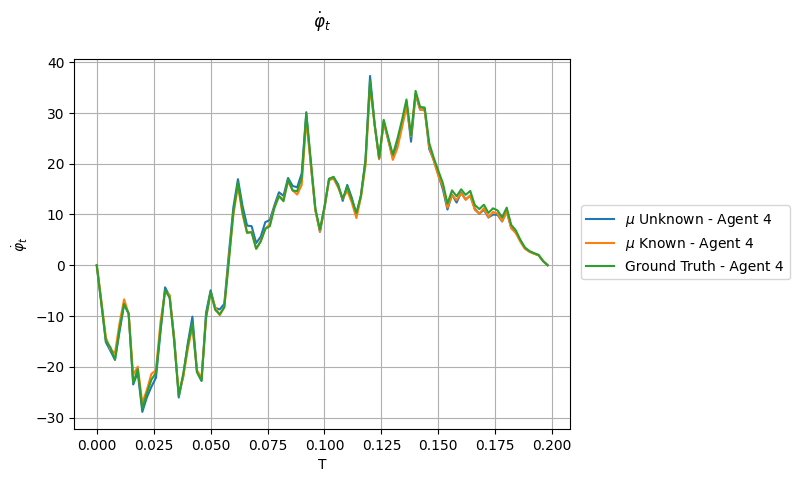 φ̇ₜ
40
30
20
10
0
−10
−20
−30
φ̇ₜ
0.000 0.025 0.050 0.075 0.100 0.125 0.150 0.175 0.200
T
μ Unknown - Agent 4
μ Known - Agent 4
Ground Truth - Agent 4